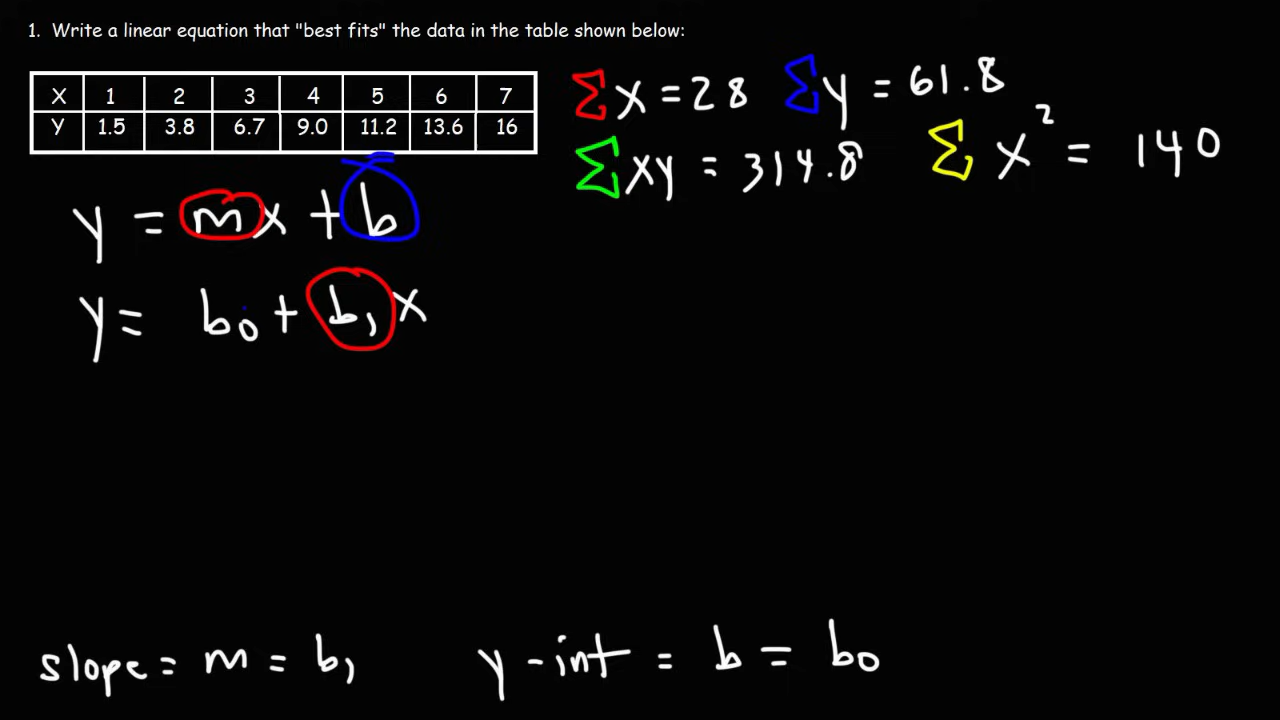 1. Write a linear equation that "best fits" the data in the table shown below:
X 1 2 3 4 5 6 7
Y 1.5 3.8 6.7 9.0 11.2 13.6 16
Σx = 28 Σy = 61.8
Σxy = 314.8 Σx² = 140
y = mx + b
y = b₀ + b₁x
slope = m = b₁ y-int = b = b₀